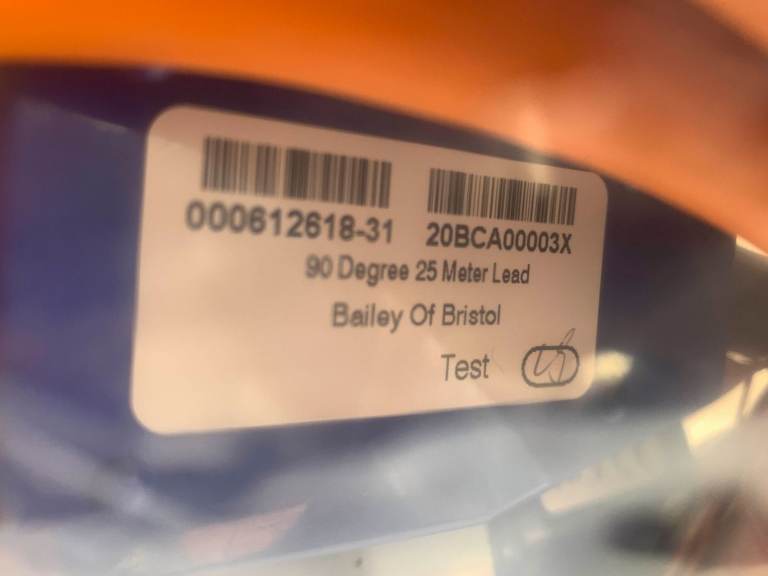 000612618-31 20BCA00003X
90 Degree 25 Meter Lead
Bailey Of Bristol
Test